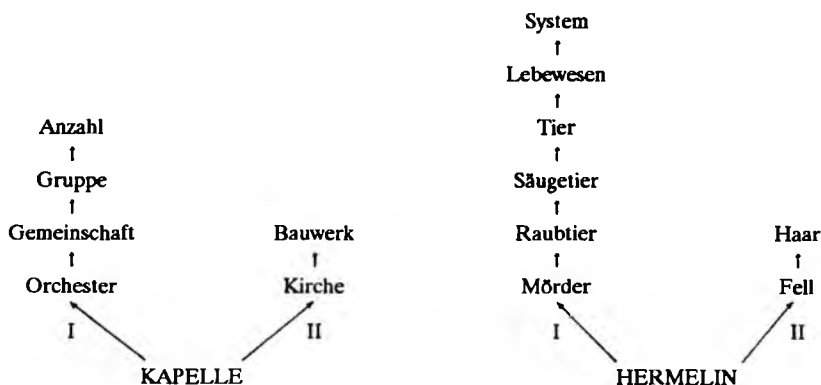 System
Lebewesen
Anzahl Tier
Gruppe Säugetier
Gemeinschaft Bauwerk Raubtier Haar
Orchester Kirche Mörder Fell
I II I II
KAPELLE HERMELIN